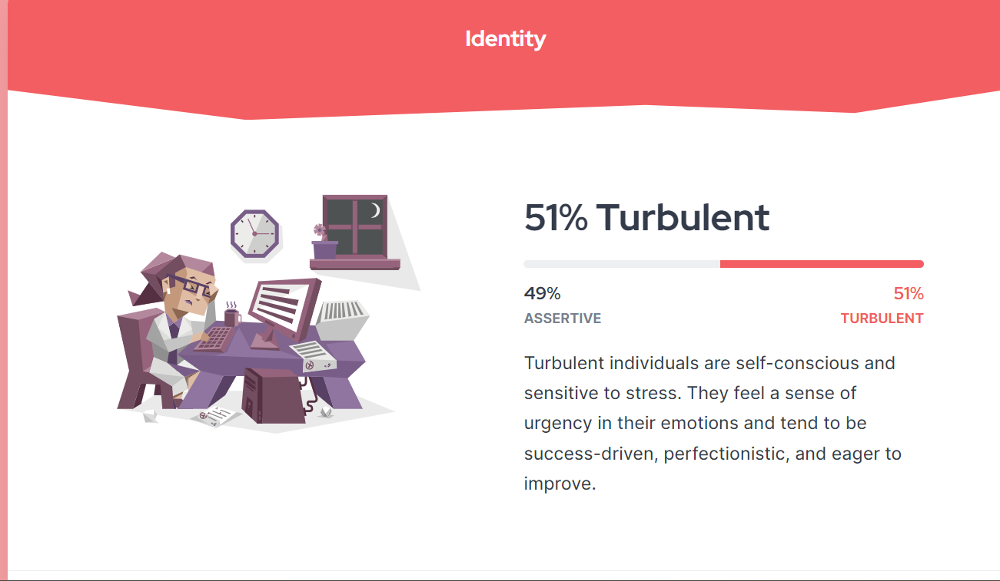 Identity
51% Turbulent
49%
51%
ASSERTIVE
TURBULENT
Turbulent individuals are self-conscious and
sensitive to stress. They feel a sense of
urgency in their emotions and tend to be
success-driven, perfectionistic, and eager to
improve.